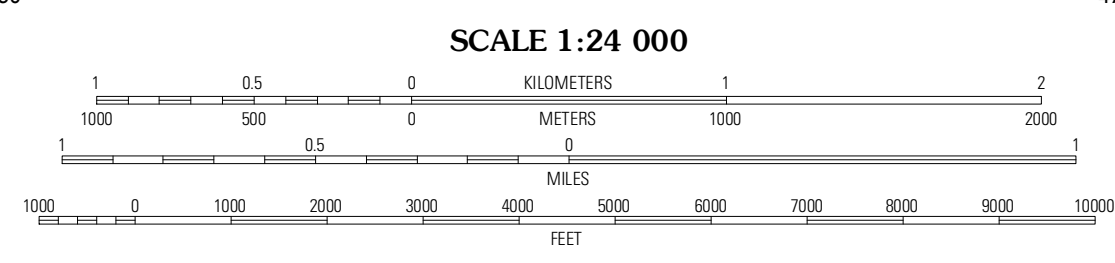 SCALE 1:24 000
1 0.5 0 KILOMETERS 1 2
1000 500 0 METERS 1000 2000
1 0.5 0 1
MILES
1000 0 1000 2000 3000 4000 5000 6000 7000 8000 9000 10000
FEET